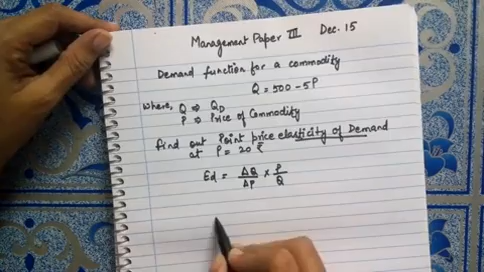 Management Paper III Dec. 15
Demand function for a commodity
Q = 500 - 5P
where, Q ⇒ QD
P ⇒ Price of Commodity
Find out Point price elasticity of Demand
at P = 20 ₹
Ed = ΔQ/ΔP × P/Q